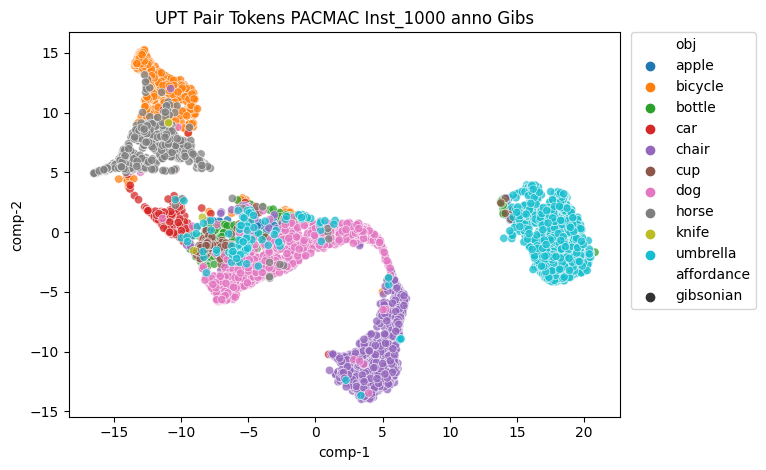 UPT Pair Tokens PACMAC Inst_1000 anno Gibs
comp-2
15
10
5
0
−5
−10
−15
−15
−10
−5
0
5
10
15
20
comp-1
obj
apple
bicycle
bottle
car
chair
cup
dog
horse
knife
umbrella
affordance
gibsonian